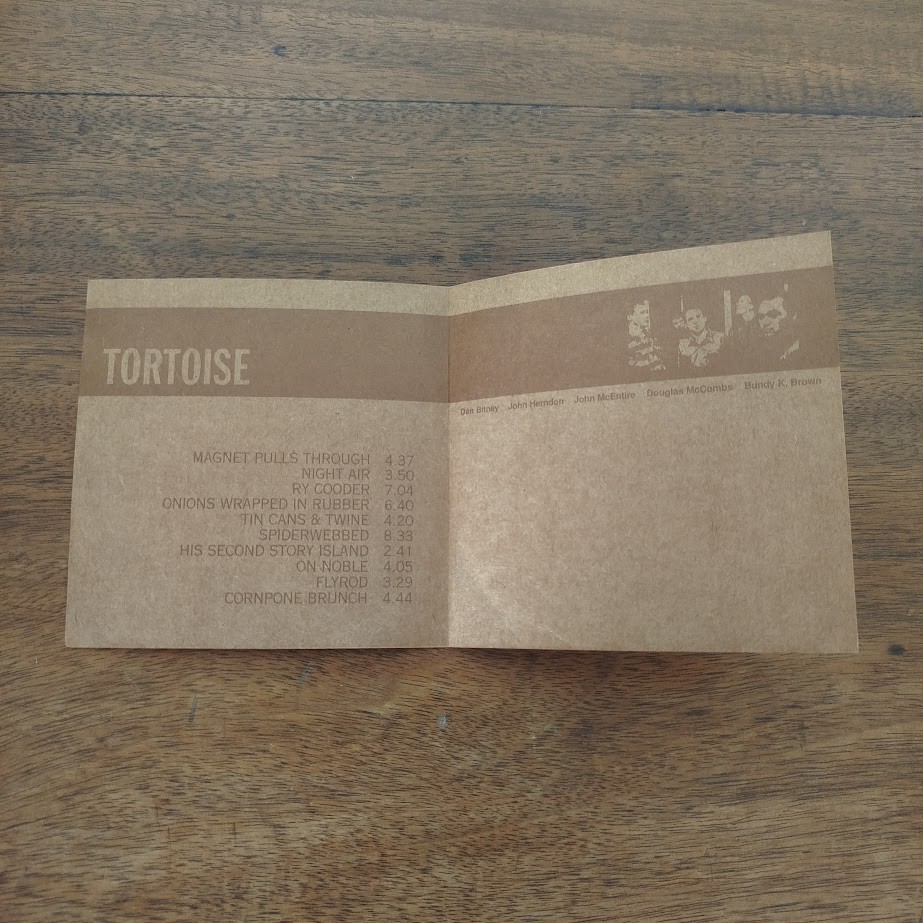 TORTOISE
MAGNET PULLS THROUGH 4.37
NIGHT AIR 3.50
RY COODER 7.04
ONIONS WRAPPED IN RUBBER 6.40
TIN CANS & TWINE 4.20
SPIDERWEBBED 8.33
HIS SECOND STORY ISLAND 2.41
ON NOBLE 4.05
FLYROD 3.29
CORNPONE BRUNCH 4.44
Dan Bitney John Herndon John McEntire Douglas McCombs Bundy K. Brown